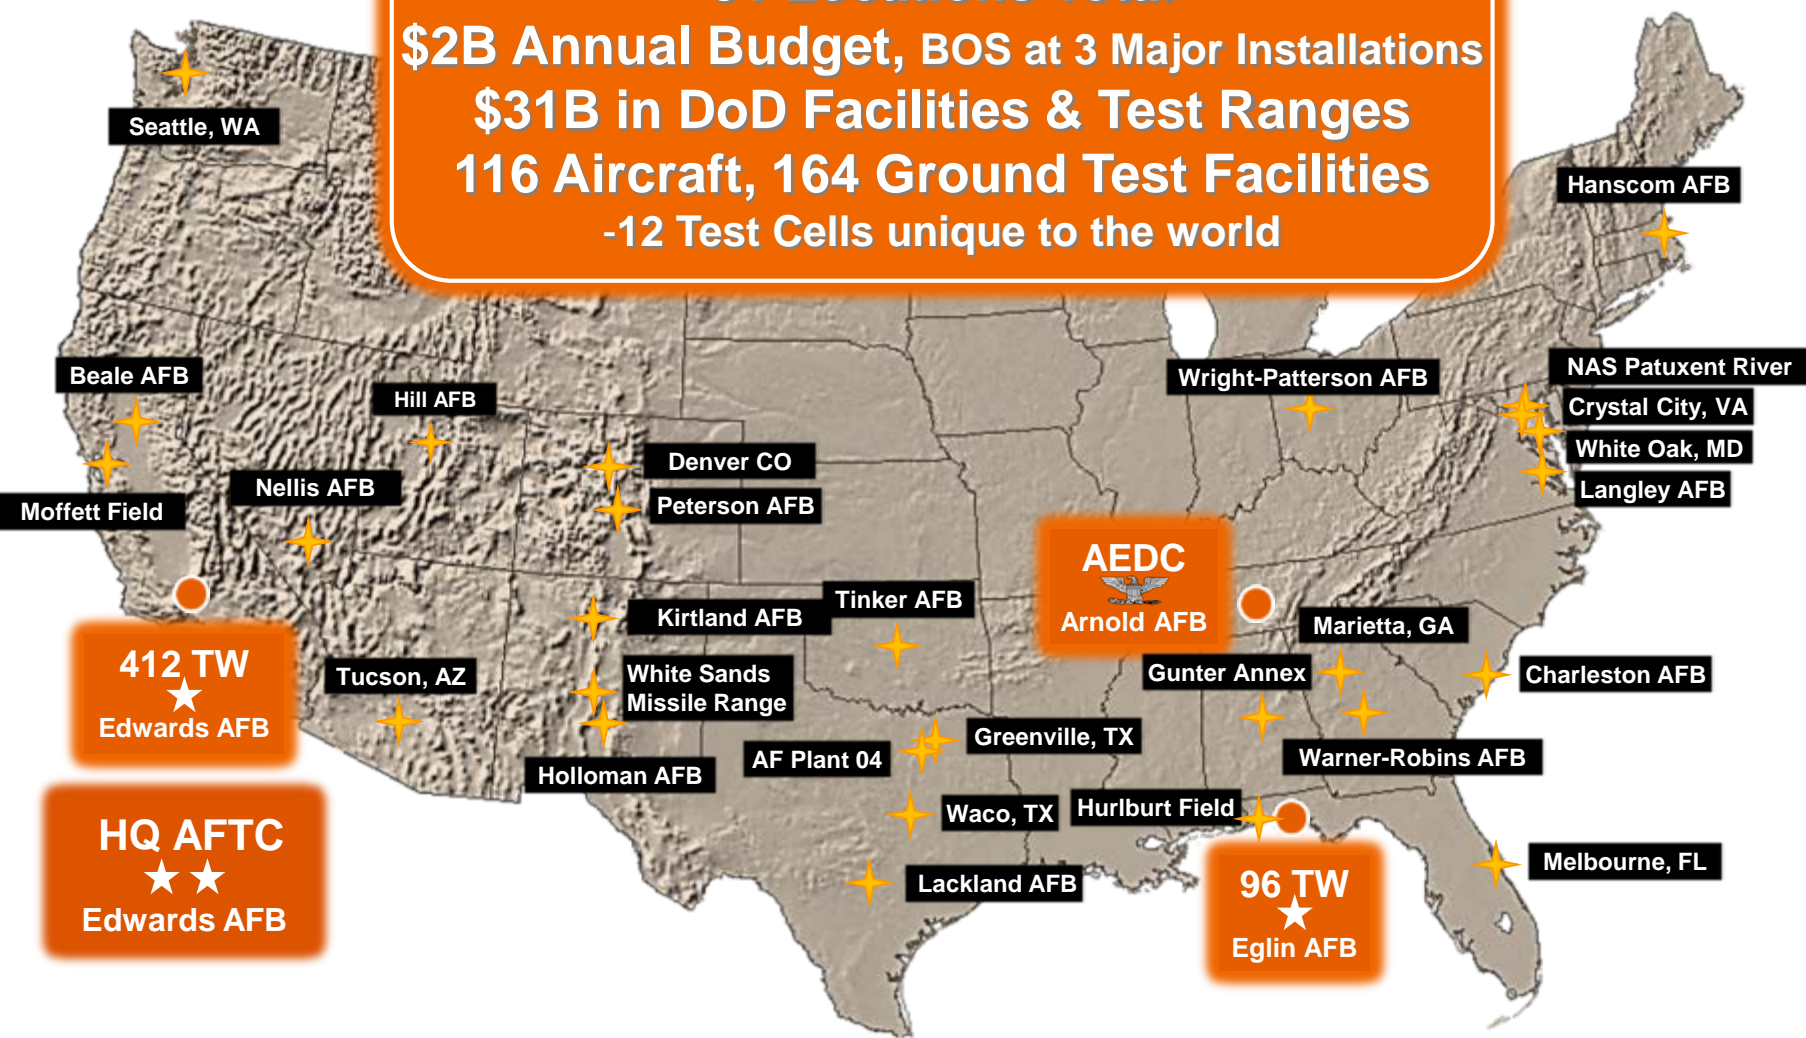 Locations Total
$2B Annual Budget, BOS at 3 Major Installations
$31B in DoD Facilities & Test Ranges
116 Aircraft, 164 Ground Test Facilities
-12 Test Cells unique to the world
Seattle, WA
Hanscom AFB
Beale AFB
Hill AFB
Wright-Patterson AFB
NAS Patuxent River
Crystal City, VA
White Oak, MD
Langley AFB
Denver CO
Peterson AFB
Nellis AFB
Moffett Field
AEDC
Arnold AFB
Kirtland AFB
Tinker AFB
Marietta, GA
412 TW
Edwards AFB
Tucson, AZ
White Sands
Missile Range
Gunter Annex
Charleston AFB
Greenville, TX
AF Plant 04
Warner-Robins AFB
Holloman AFB
Waco, TX
Hurlburt Field
HQ AFTC
Edwards AFB
Lackland AFB
96 TW
Eglin AFB
Melbourne, FL